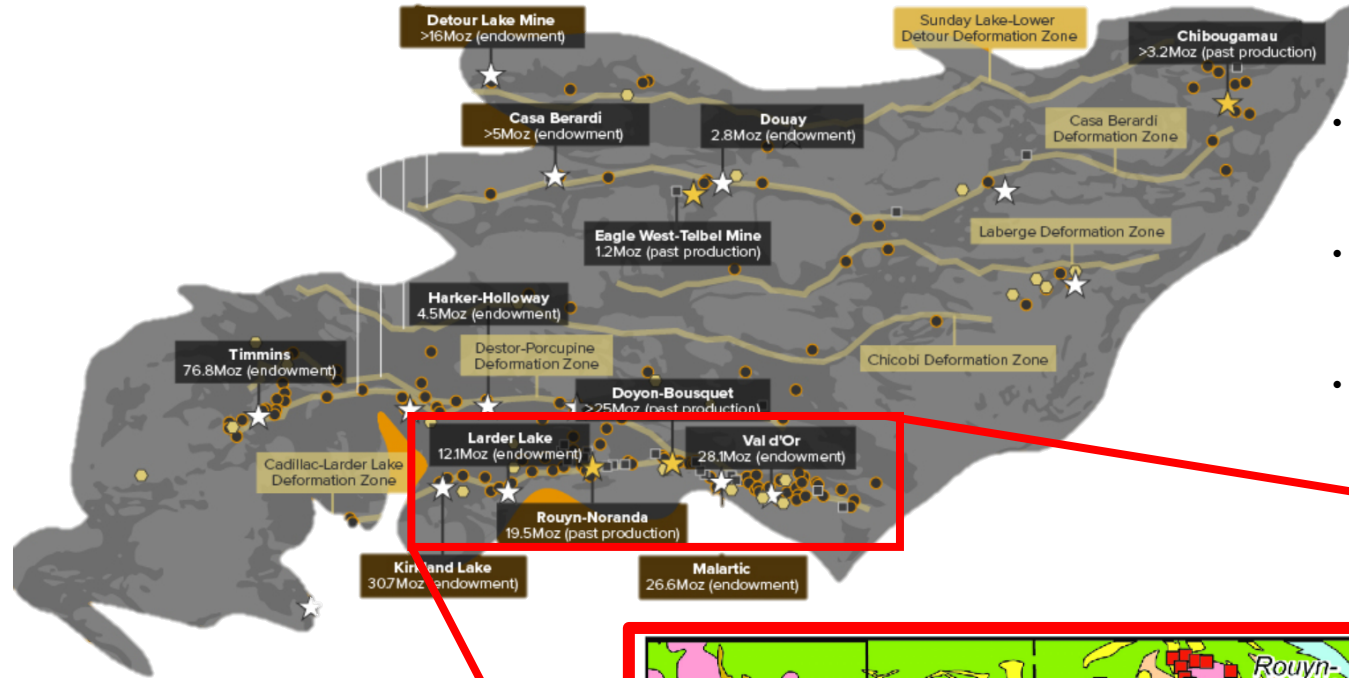 Detour Lake Mine
>16Moz (endowment)
Sunday Lake-Lower
Detour Deformation Zone
Chibougamau
>3.2Moz (past production)
Casa Berardi
>5Moz (endowment)
Douay
2.8Moz (endowment)
Casa Berardi
Deformation Zone
•
Eagle West-Telbel Mine
1.2Moz (past production)
Laberge Deformation Zone
•
Harker-Holloway
4.5Moz (endowment)
Timmins
76.8Moz (endowment)
Destor-Porcupine
Deformation Zone
Chicobi Deformation Zone
•
Doyon-Bousquet
>25Moz (past production)
Larder Lake
12.1Moz (endowment)
Val d'Or
28.1Moz (endowment)
Cadillac-Larder Lake
Deformation Zone
Rouyn-Noranda
19.5Moz (past production)
Kirkland Lake
30.7Moz (endowment)
Malartic
26.6Moz (endowment)
Rouyn-